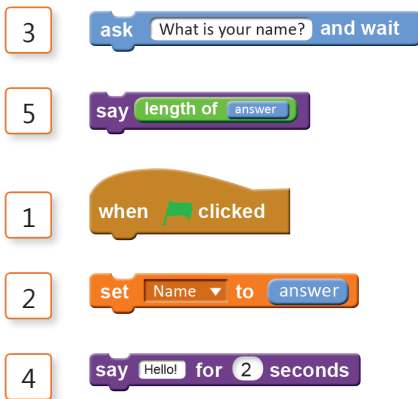 3 ask What is your name? and wait
5 say length of answer
1 when clicked
2 set Name to answer
4 say Hello! for 2 seconds